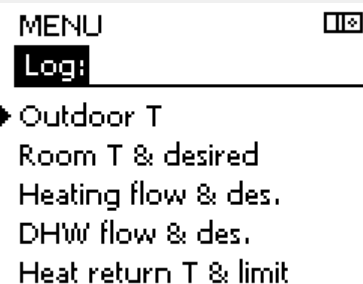 MENU
Log:
Outdoor T
Room T & desired
Heating flow & des.
DHW flow & des.
Heat return T & limit